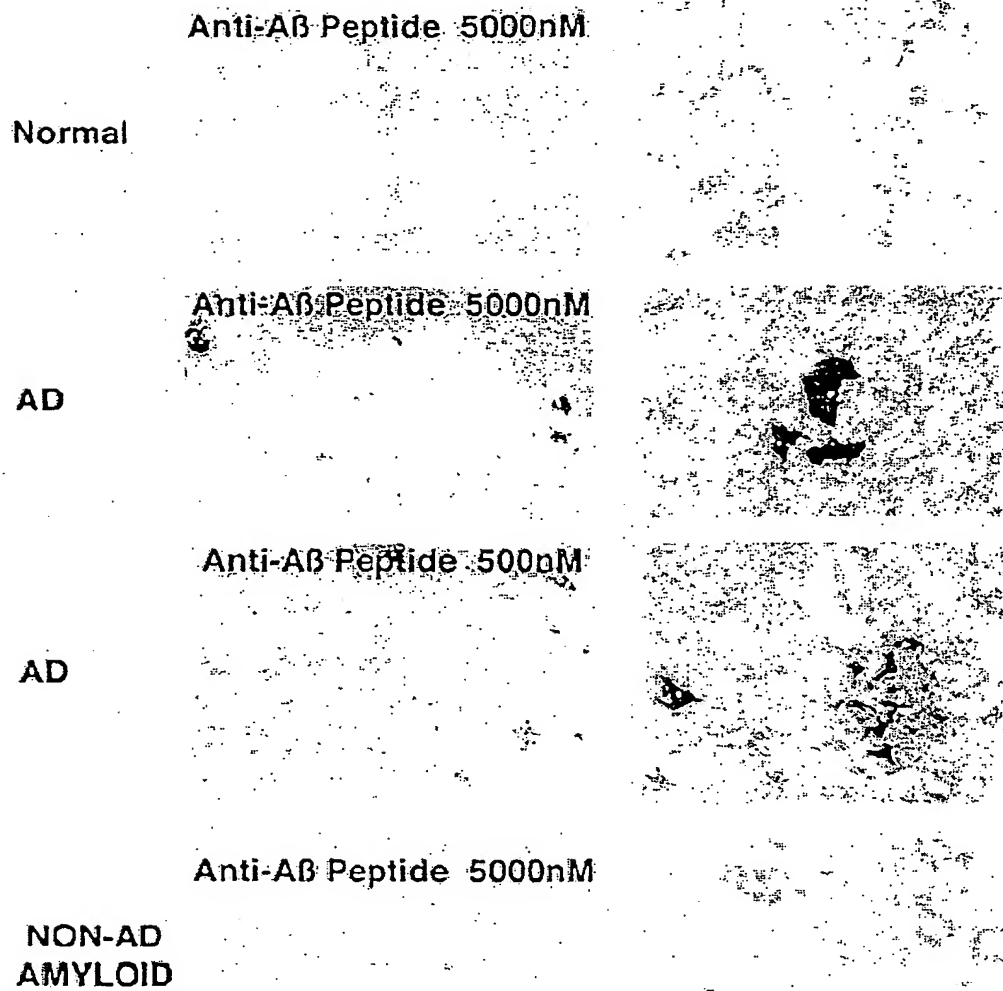 Anti-Aß Peptide 5000nM
Normal
Anti-Aß Peptide 5000nM
AD
Anti-Aß Peptide 500nM
AD
Anti-Aß Peptide 5000nM
NON-AD
AMYLOID